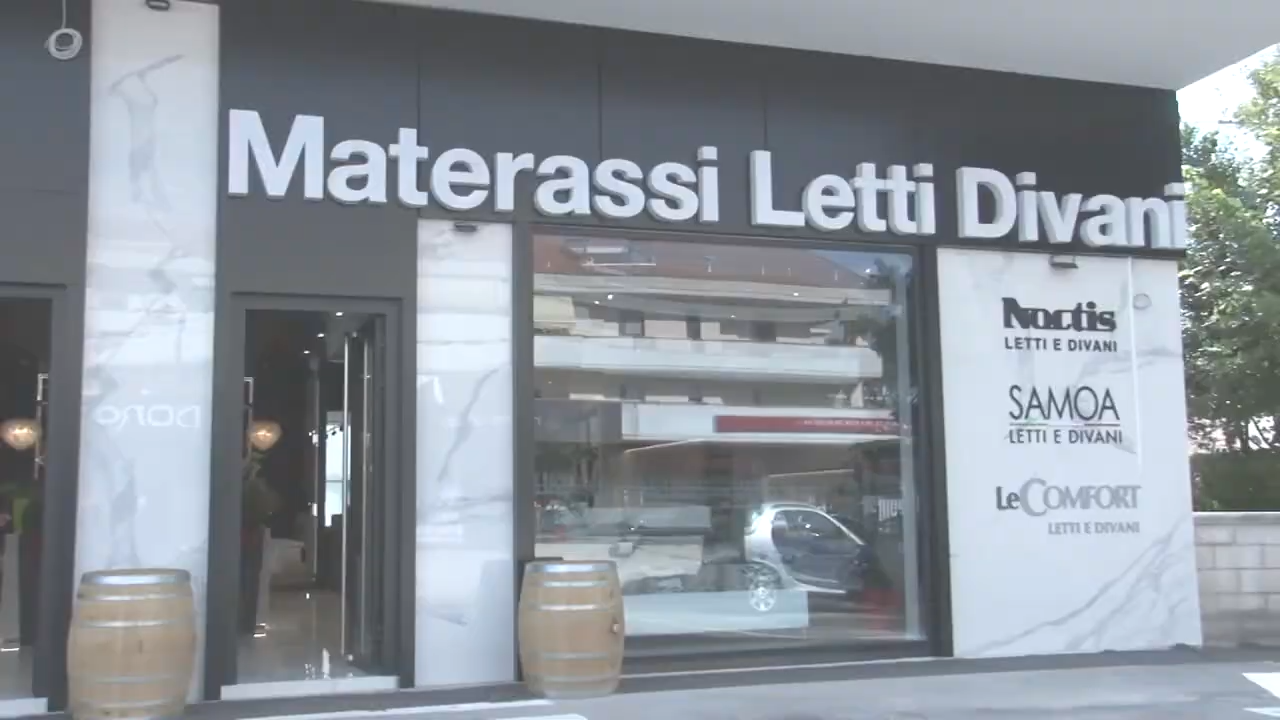 Materassi Letti Divani
Noctis
LETTI E DIVANI
SAMOA
LETTI E DIVANI
LeCOMFORT
LETTI E DIVANI